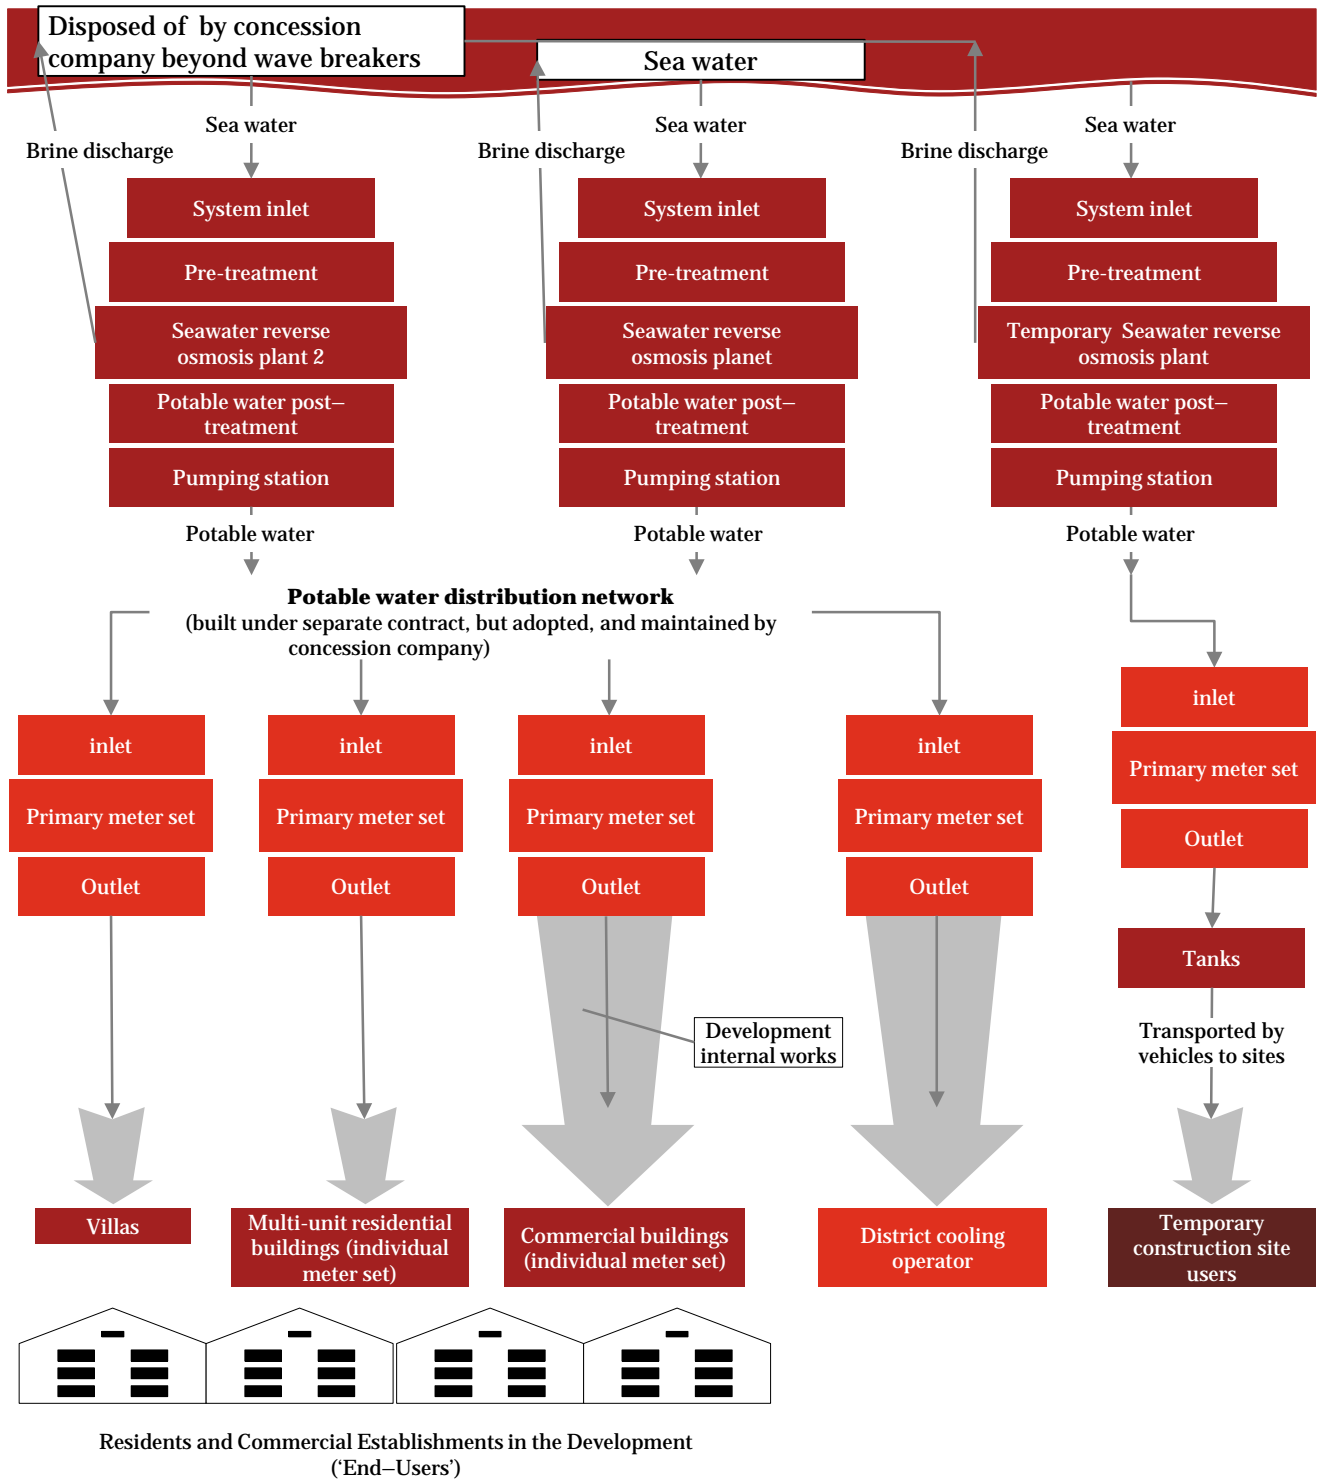 Disposed of by concession
company beyond wave breakers
Sea water
Sea water
Sea water
Sea water
Brine discharge
Brine discharge
Brine discharge
System inlet
System inlet
System inlet
Pre-treatment
Pre-treatment
Pre-treatment
Seawater reverse
osmosis plant 2
Seawater reverse
osmosis planet
Temporary Seawater reverse
osmosis plant
Potable water post–
treatment
Potable water post–
treatment
Potable water post–
treatment
Pumping station
Pumping station
Pumping station
Potable water
Potable water
Potable water
Potable water distribution network
(built under separate contract, but adopted, and maintained by
concession company)
inlet
Primary meter set
Outlet
inlet
Primary meter set
Outlet
inlet
Primary meter set
Outlet
inlet
Primary meter set
Outlet
inlet
Primary meter set
Outlet
Tanks
Development
internal works
Transported by
vehicles to sites
Villas
Multi-unit residential
buildings (individual
meter set)
Commercial buildings
(individual meter set)
District cooling
operator
Temporary
construction site
users
Residents and Commercial Establishments in the Development
(‘End–Users’)